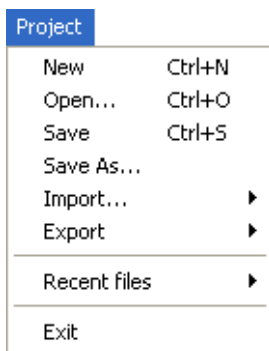 Project
New Ctrl+N
Open... Ctrl+O
Save Ctrl+S
Save As...
Import...
Export
Recent files
Exit